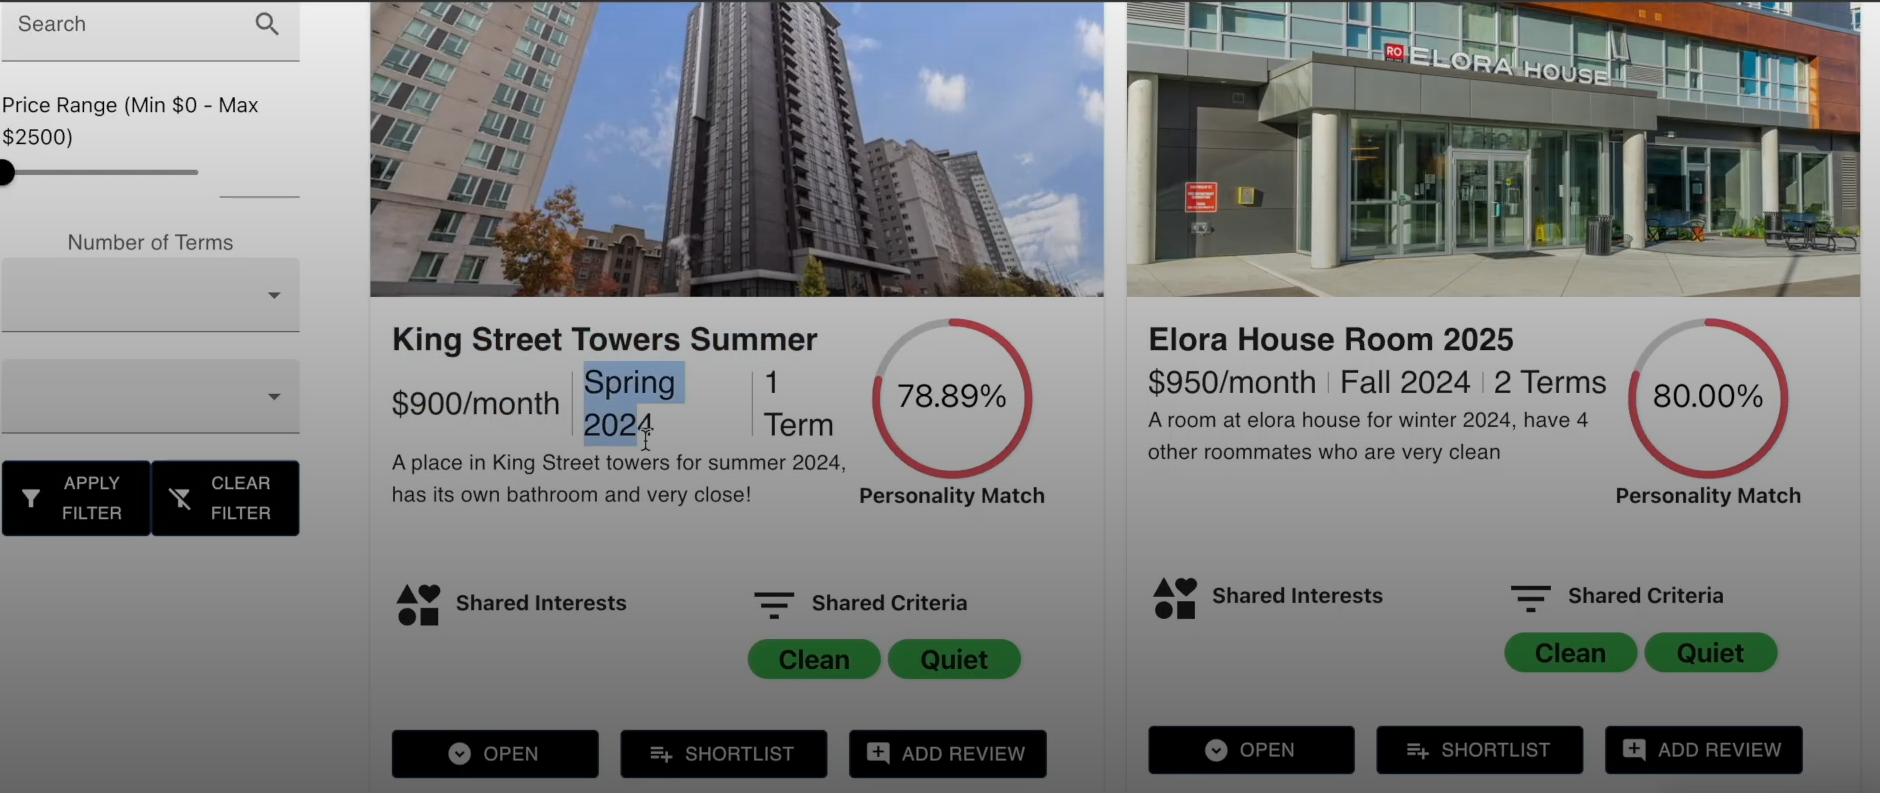 Search
Price Range (Min $0 - Max
$2500)
Number of Terms
APPLY
FILTER
CLEAR
FILTER
King Street Towers Summer
$900/month
Spring
2024
1
Term
78.89%
A place in King Street towers for summer 2024,
has its own bathroom and very close!
Personality Match
Shared Interests
Shared Criteria
Clean
Quiet
OPEN
SHORTLIST
ADD REVIEW
RO
ELORA HOUSE
Elora House Room 2025
$950/month
Fall 2024
2 Terms
80.00%
A room at elora house for winter 2024, have 4
other roommates who are very clean
Personality Match
Shared Interests
Shared Criteria
Clean
Quiet
OPEN
SHORTLIST
ADD REVIEW